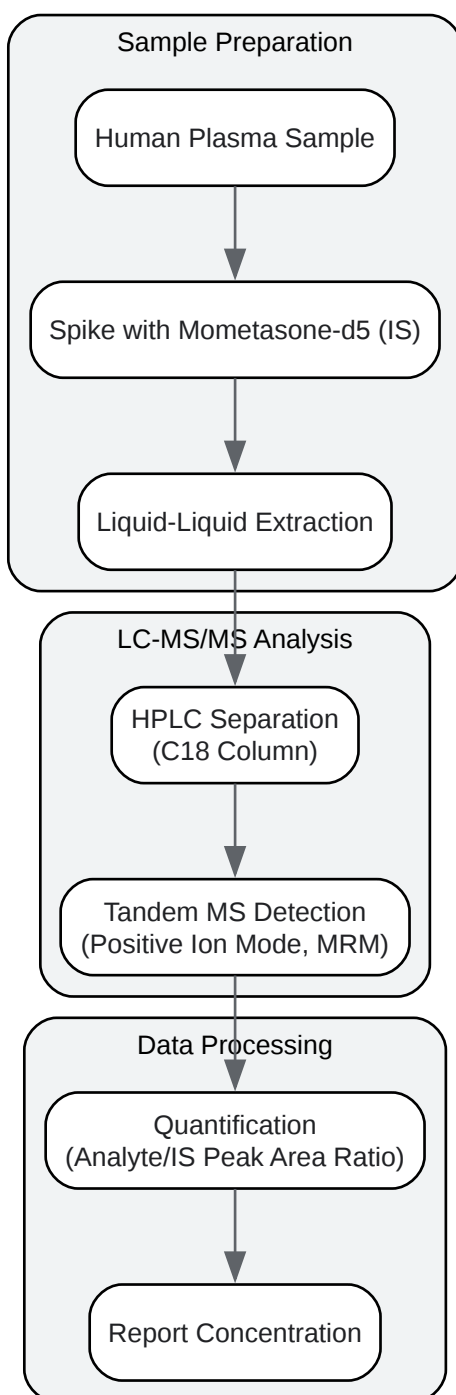 Sample Preparation
Human Plasma Sample
Spike with Mometasone-d5 (IS)
Liquid-Liquid Extraction
LC-MS/MS Analysis
HPLC Separation
(C18 Column)
Tandem MS Detection
(Positive Ion Mode, MRM)
Data Processing
Quantification
(Analyte/IS Peak Area Ratio)
Report Concentration